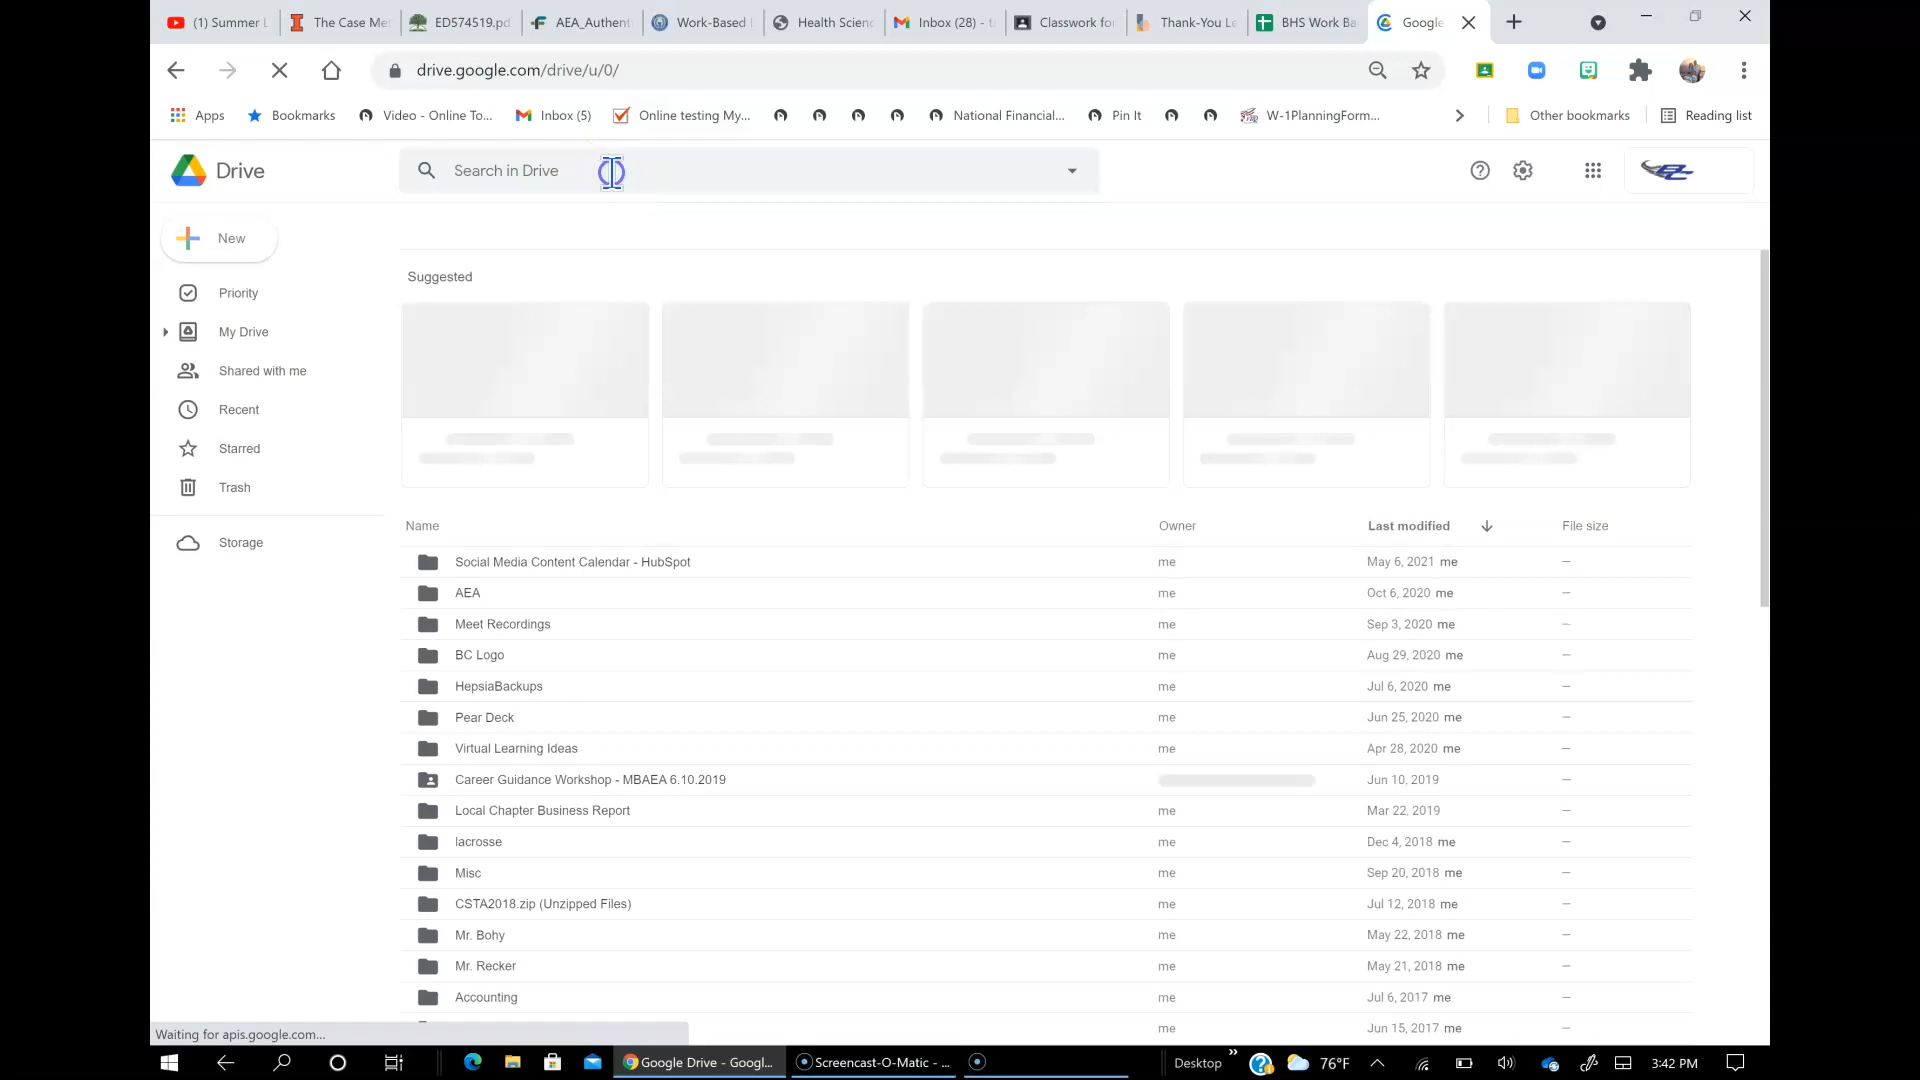 (1) Summer L
The Case Met
ED574519.pd
AEA_Authent
Work-Based
Health Scienc
Inbox (28) - t
Classwork for
Thank-You Le
BHS Work Ba
Google
drive.google.com/drive/u/0/
Apps
Bookmarks
Video - Online To...
Inbox (5)
Online testing My...
National Financial...
Pin It
W-1PlanningForm...
Other bookmarks
Reading list
Drive
Search in Drive
New
Priority
My Drive
Shared with me
Recent
Starred
Trash
Storage
Suggested
Name Owner Last modified File size
Social Media Content Calendar - HubSpot me May 6, 2021 me –
AEA me Oct 6, 2020 me –
Meet Recordings me Sep 3, 2020 me –
BC Logo me Aug 29, 2020 me –
HepsiaBackups me Jul 6, 2020 me –
Pear Deck me Jun 25, 2020 me –
Virtual Learning Ideas me Apr 28, 2020 me –
Career Guidance Workshop - MBAEA 6.10.2019 Jun 10, 2019 –
Local Chapter Business Report me Mar 22, 2019 –
lacrosse me Dec 4, 2018 me –
Misc me Sep 20, 2018 me –
CSTA2018.zip (Unzipped Files) me Jul 12, 2018 me –
Mr. Bohy me May 22, 2018 me –
Mr. Recker me May 21, 2018 me –
Accounting me Jul 6, 2017 me –
me Jun 15, 2017 me –
Waiting for apis.google.com...
Google Drive - Googl...
Screencast-O-Matic - ...
Desktop
76°F
3:42 PM